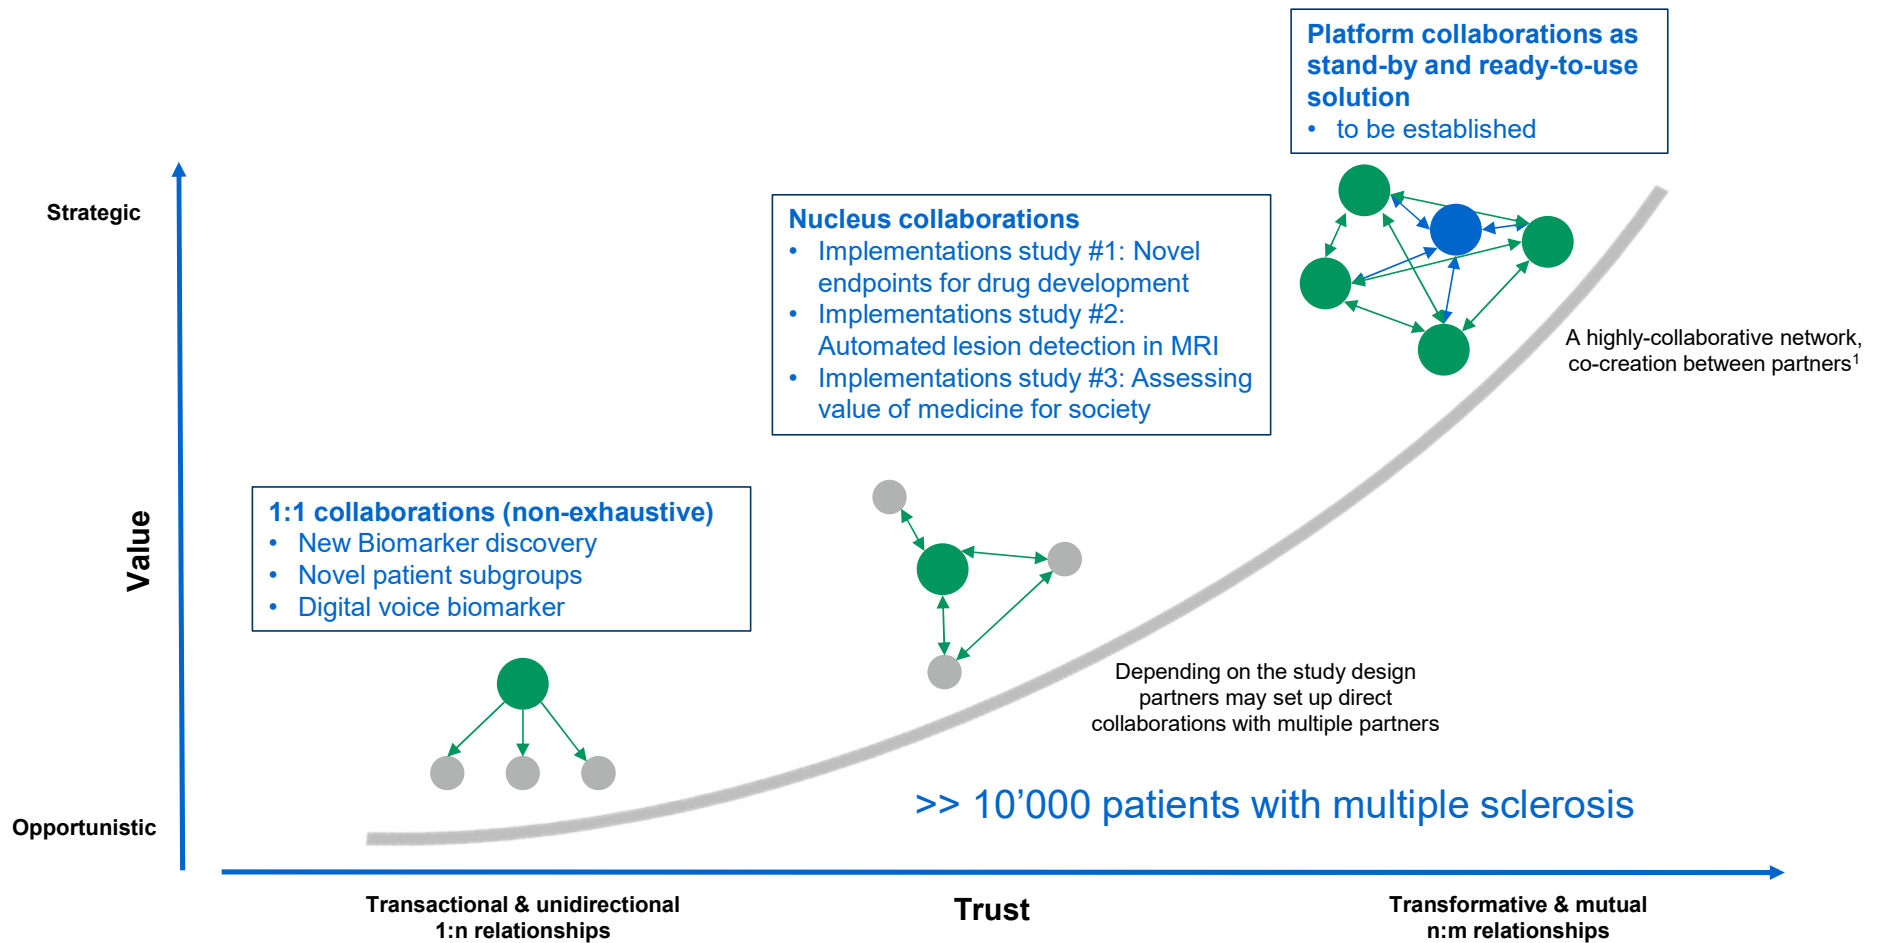 Platform collaborations as
stand-by and ready-to-use
solution
• to be established
Strategic
Nucleus collaborations
• Implementations study #1: Novel
endpoints for drug development
• Implementations study #2:
Automated lesion detection in MRI
• Implementations study #3: Assessing
value of medicine for society
A highly-collaborative network,
co-creation between partners¹
1:1 collaborations (non-exhaustive)
• New Biomarker discovery
• Novel patient subgroups
• Digital voice biomarker
Value
Depending on the study design
partners may set up direct
collaborations with multiple partners
>> 10’000 patients with multiple sclerosis
Opportunistic
Transactional & unidirectional
1:n relationships
Trust
Transformative & mutual
n:m relationships